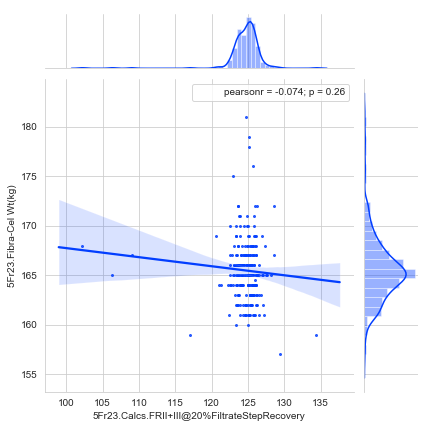 pearsonr = -0.074; p = 0.26
180
175
170
165
160
155
5Fr23.Fibra-Cel Wt(kg)
100 105 110 115 120 125 130 135
5Fr23.Calcs.FRII+III@20%FiltrateStepRecovery